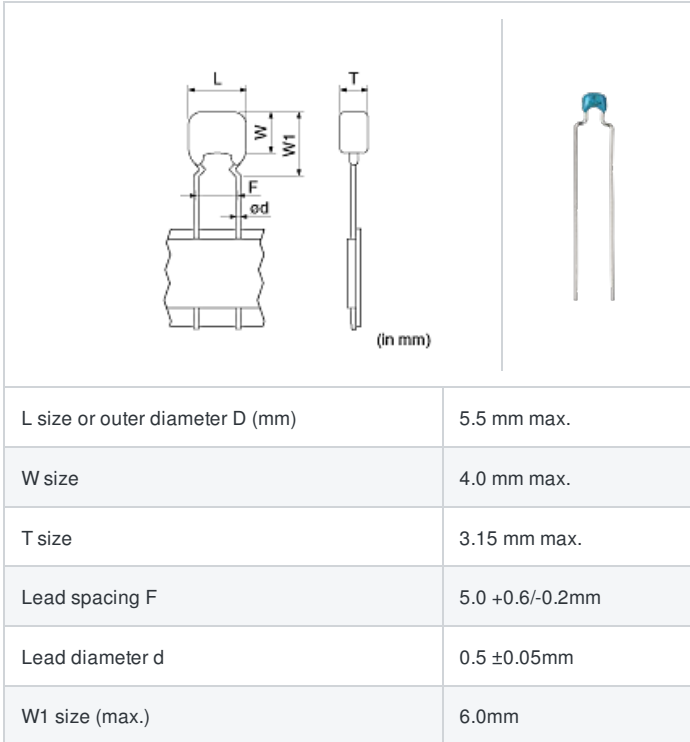 L
T
W
W1
F
ød
(in mm)
L size or outer diameter D (mm) 5.5 mm max.
W size 4.0 mm max.
T size 3.15 mm max.
Lead spacing F 5.0 +0.6/-0.2mm
Lead diameter d 0.5 ±0.05mm
W1 size (max.) 6.0mm